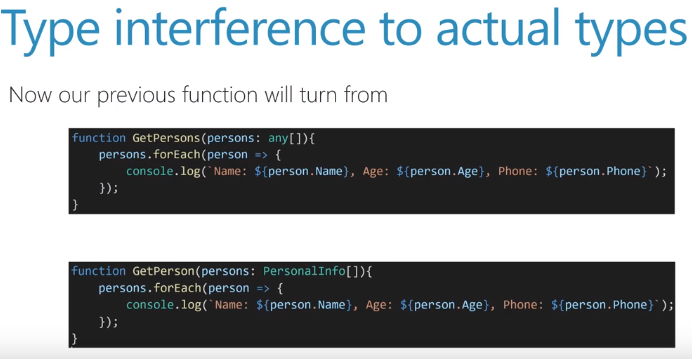 Type interference to actual types
Now our previous function will turn from
function GetPersons(persons: any[]){
persons.forEach(person => {
console.log(`Name: ${person.Name}, Age: ${person.Age}, Phone: ${person.Phone}`);
});
}
function GetPerson(persons: PersonalInfo[]){
persons.forEach(person => {
console.log(`Name: ${person.Name}, Age: ${person.Age}, Phone: ${person.Phone}`);
});
}